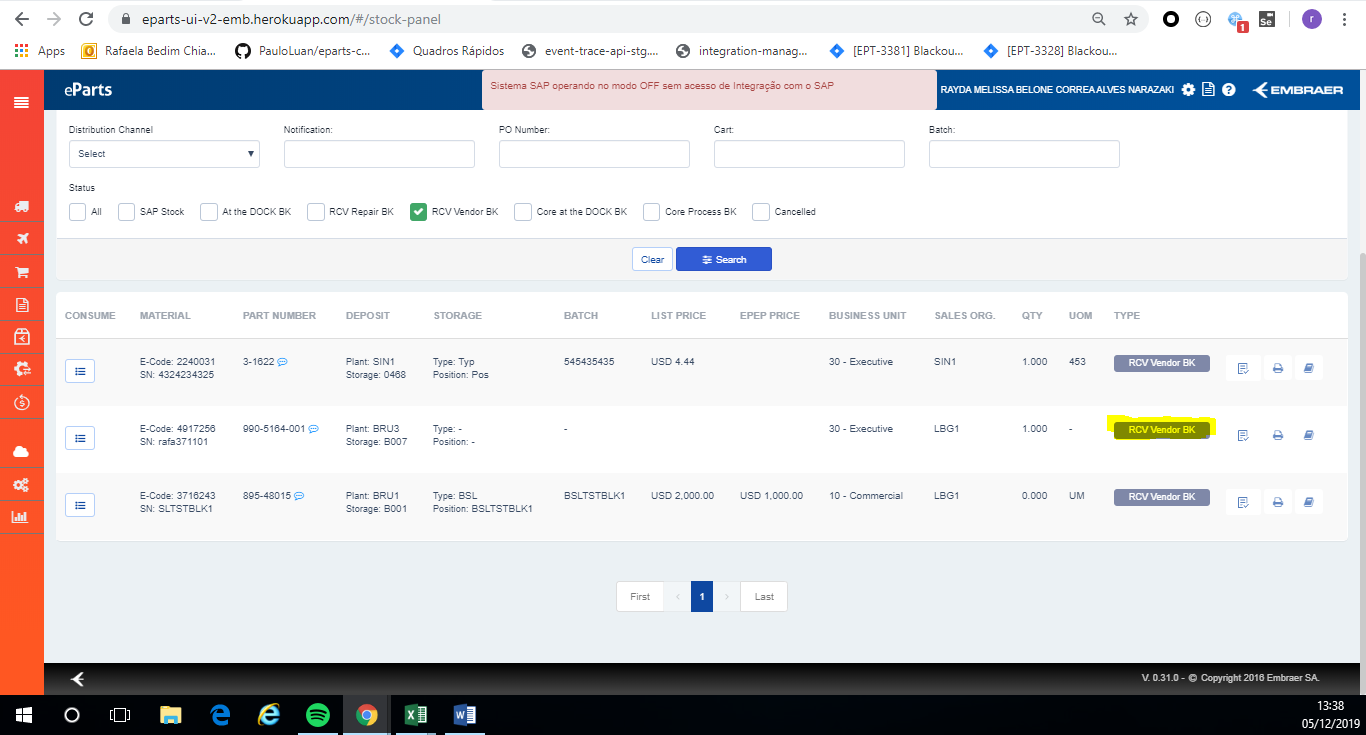 eparts-ui-v2-emb.herokuapp.com/#/stock-panel
1
Se
r
Apps
Rafaela Bedim Chia...
PauloLuan/eparts-c...
Quadros Rápidos
event-trace-api-stg....
integration-manag...
[EPT-3381] Blackou...
[EPT-3328] Blackou...
eParts
Sistema SAP operando no modo OFF sem acesso de Integração com o SAP
RAYDA MELISSA BELONE CORREA ALVES NARAZAKI
EMBRAER
Distribution Channel
Notification:
PO Number:
Cart:
Batch:
Select
Status
All
SAP Stock
At the DOCK BK
RCV Repair BK
RCV Vendor BK
Core at the DOCK BK
Core Process BK
Cancelled
Clear
Search
CONSUME MATERIAL PART NUMBER DEPOSIT STORAGE BATCH LIST PRICE EPEP PRICE BUSINESS UNIT SALES ORG. QTY UOM TYPE
E-Code: 2240031 3-1622 Plant: SIN1 Type: Typ 545435435 USD 4.44 30 - Executive SIN1 1.000 453 RCV Vendor BK
SN: 4324234325 Storage: 0468 Position: Pos
E-Code: 4917256 990-5164-001 Plant: BRU3 Type: - - 30 - Executive LBG1 1.000 - RCV Vendor BK
SN: rafa371101 Storage: B007 Position: -
E-Code: 3716243 895-48015 Plant: BRU1 Type: BSL BSLTSTBLK1 USD 2,000.00 USD 1,000.00 10 - Commercial LBG1 0.000 UM RCV Vendor BK
SN: SLTSTBLK1 Storage: B001 Position: BSLTSTBLK1
First ‹ 1 › Last
V. 0.31.0 - © Copyright 2016 Embraer SA.
13:38
05/12/2019